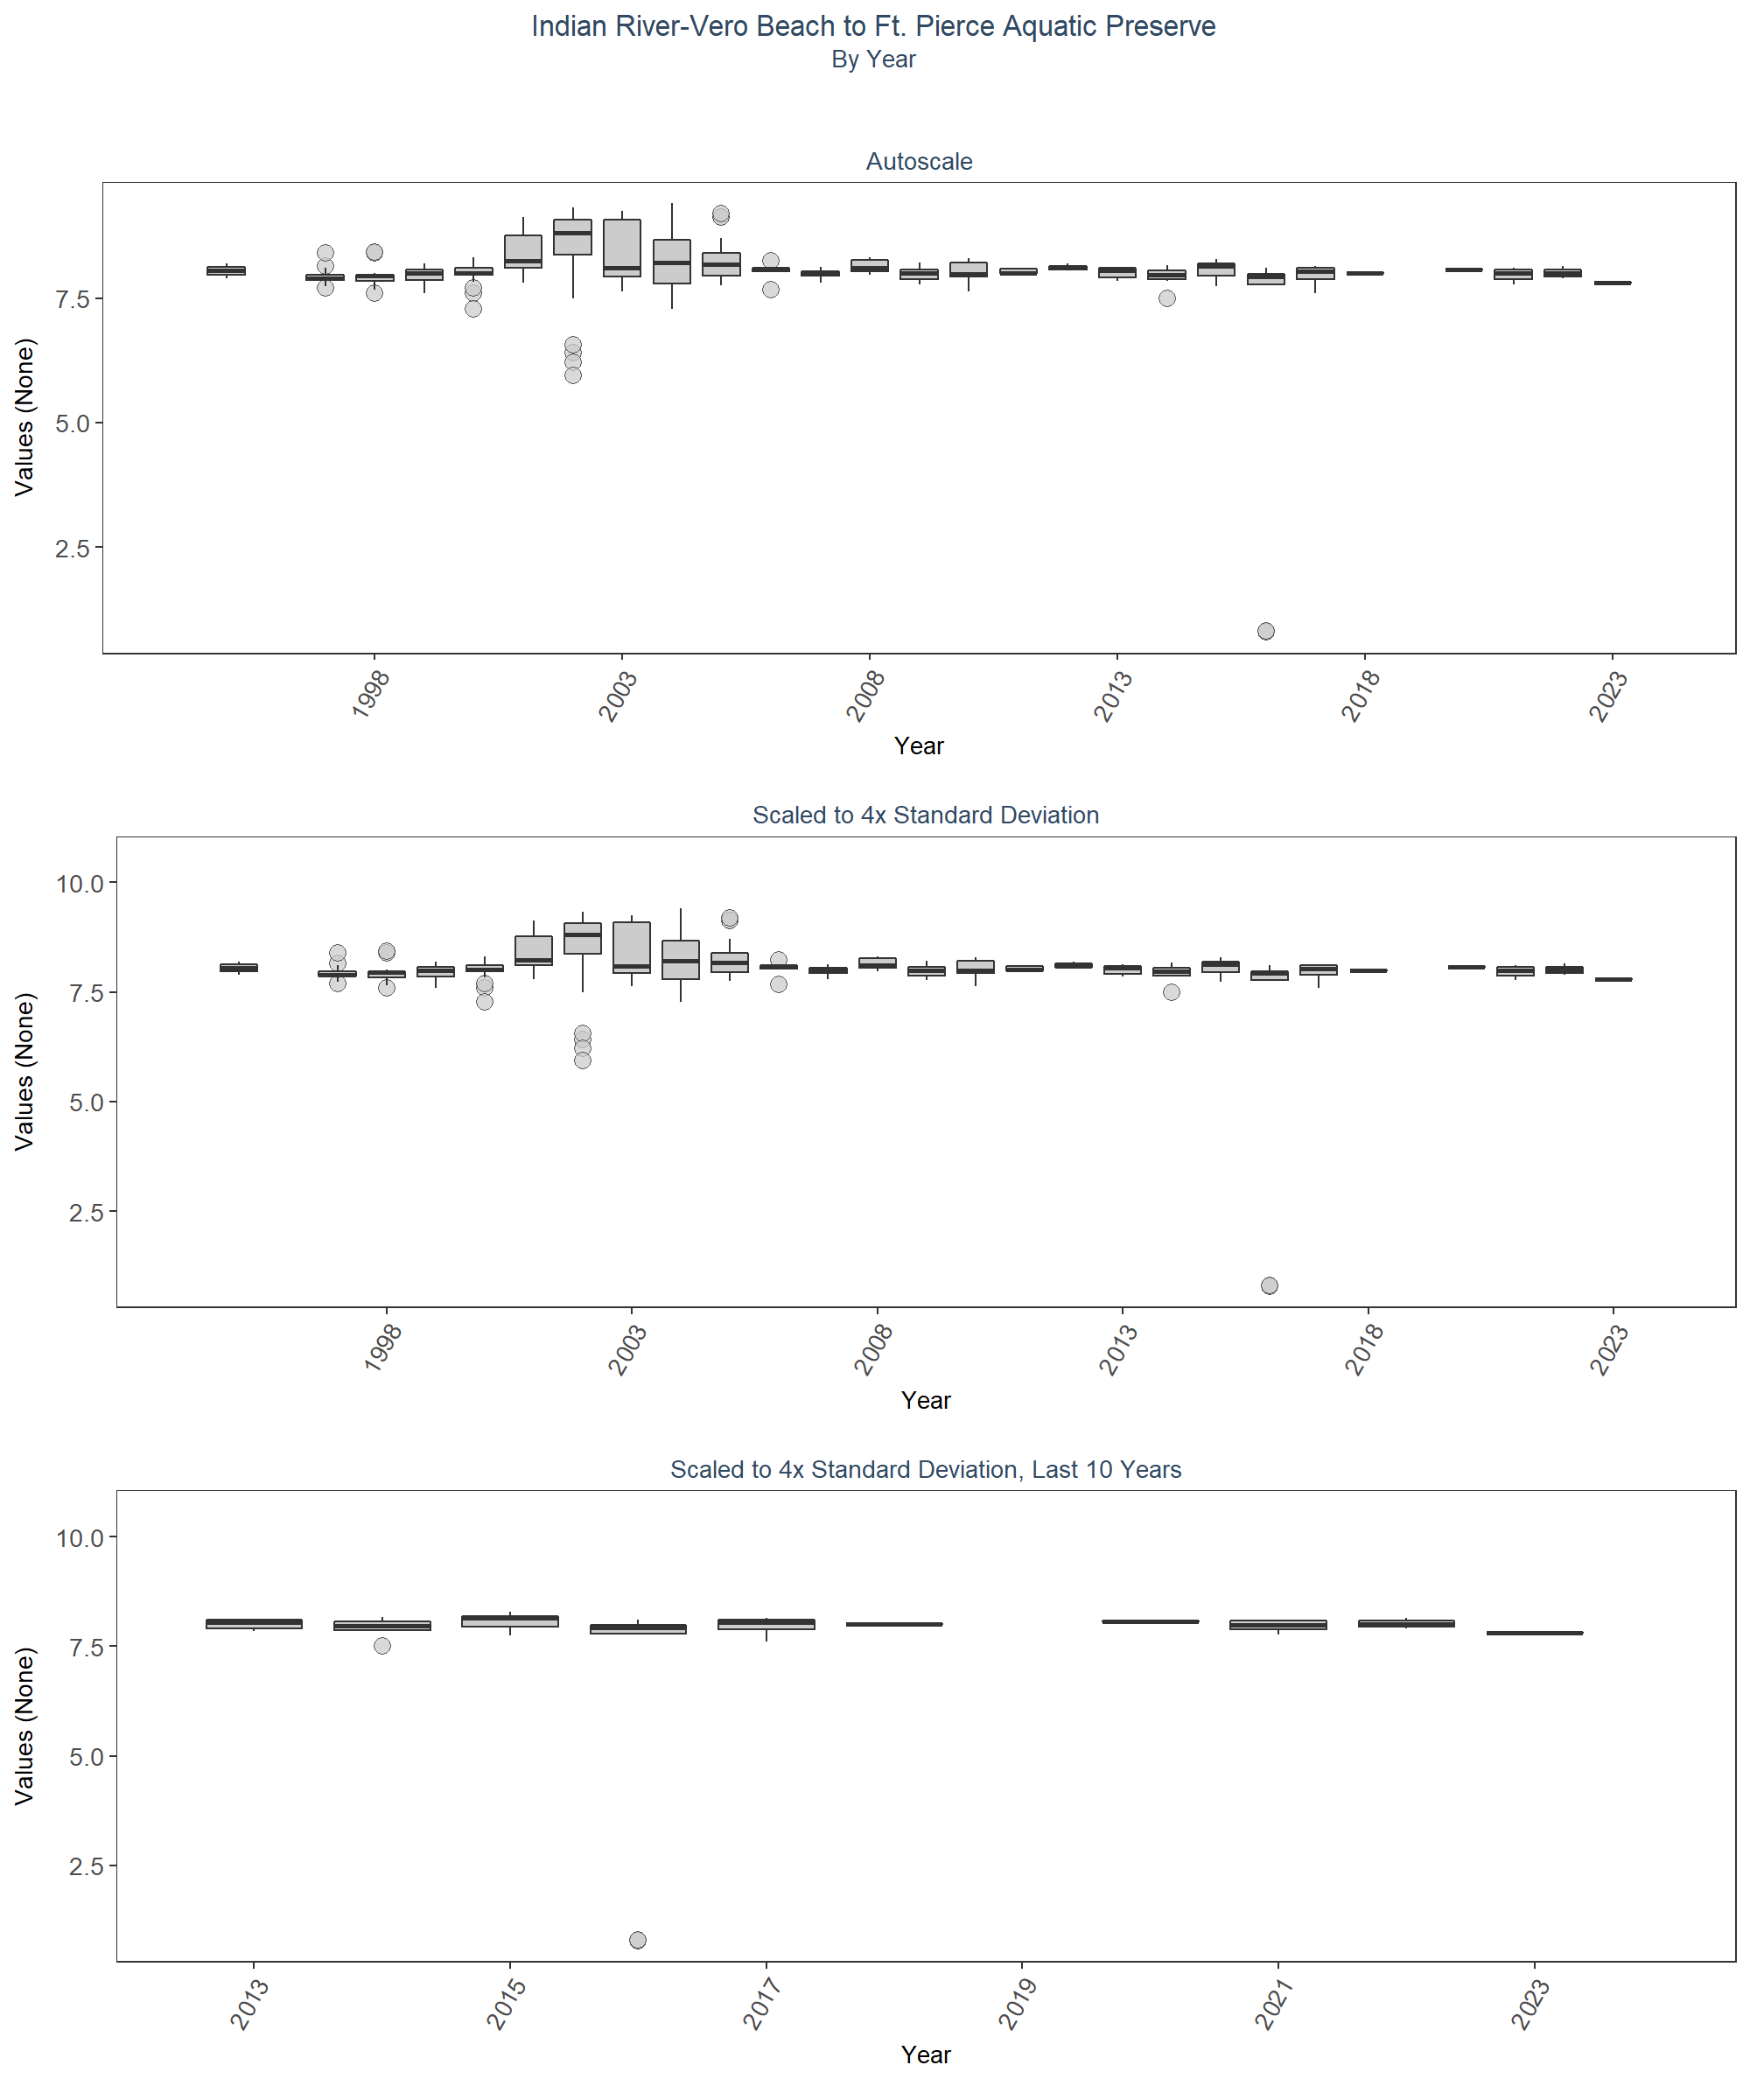 Indian River-Vero Beach to Ft. Pierce Aquatic Preserve
By Year
Autoscale
Values (None)
7.5
5.0
2.5
1998 2003 2008 2013 2018 2023
Year
Scaled to 4x Standard Deviation
Values (None)
10.0
7.5
5.0
2.5
1998 2003 2008 2013 2018 2023
Year
Scaled to 4x Standard Deviation, Last 10 Years
Values (None)
10.0
7.5
5.0
2.5
2013 2015 2017 2019 2021 2023
Year